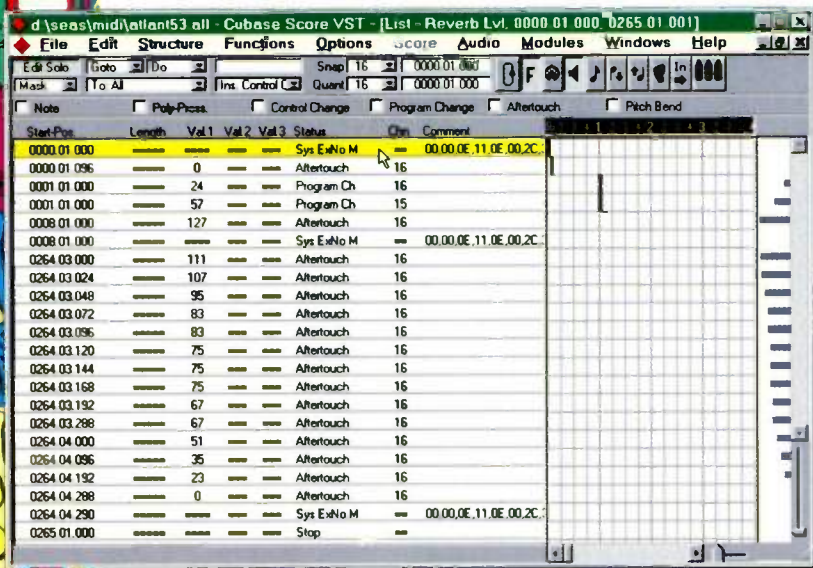 d:\seas\midi\atlant53.all - Cubase Score VST - [List - Reverb Lvl, 0000.01.000, 0265.01.001]
File Edit Structure Functions Options Score Audio Modules Windows Help
Edit Solo Goto Do Snap 16 0000.01.000
Mask To All Ins. Control C Quant 16 0000.01.000 F In
Note Poly-Press. Control Change Program Change Aftertouch Pitch Bend
Start-Pos. Length Val1 Val2 Val3 Status Chn Comment 1 2 3
0000.01.000 ---- ---- --- --- Sys ExNo M -- 00,00,0E,11,0E,00,2C,
0000.01.096 ---- 0 --- --- Aftertouch 16
0001.01.000 ---- 24 --- --- Program Ch 16
0001.01.000 ---- 57 --- --- Program Ch 15
0008.01.000 ---- 127 --- --- Aftertouch 16
0008.01.000 ---- ---- --- --- Sys ExNo M -- 00,00,0E,11,0E,00,2C,
0264.03.000 ---- 111 --- --- Aftertouch 16
0264.03.024 ---- 107 --- --- Aftertouch 16
0264.03.048 ---- 95 --- --- Aftertouch 16
0264.03.072 ---- 83 --- --- Aftertouch 16
0264.03.096 ---- 83 --- --- Aftertouch 16
0264.03.120 ---- 75 --- --- Aftertouch 16
0264.03.144 ---- 75 --- --- Aftertouch 16
0264.03.168 ---- 75 --- --- Aftertouch 16
0264.03.192 ---- 67 --- --- Aftertouch 16
0264.03.288 ---- 67 --- --- Aftertouch 16
0264.04.000 ---- 51 --- --- Aftertouch 16
0264.04.096 ---- 35 --- --- Aftertouch 16
0264.04.192 ---- 23 --- --- Aftertouch 16
0264.04.288 ---- 0 --- --- Aftertouch 16
0264.04.290 ---- ---- --- --- Sys ExNo M -- 00,00,0E,11,0E,00,2C,
0265.01.000 ---- ---- --- --- Stop --